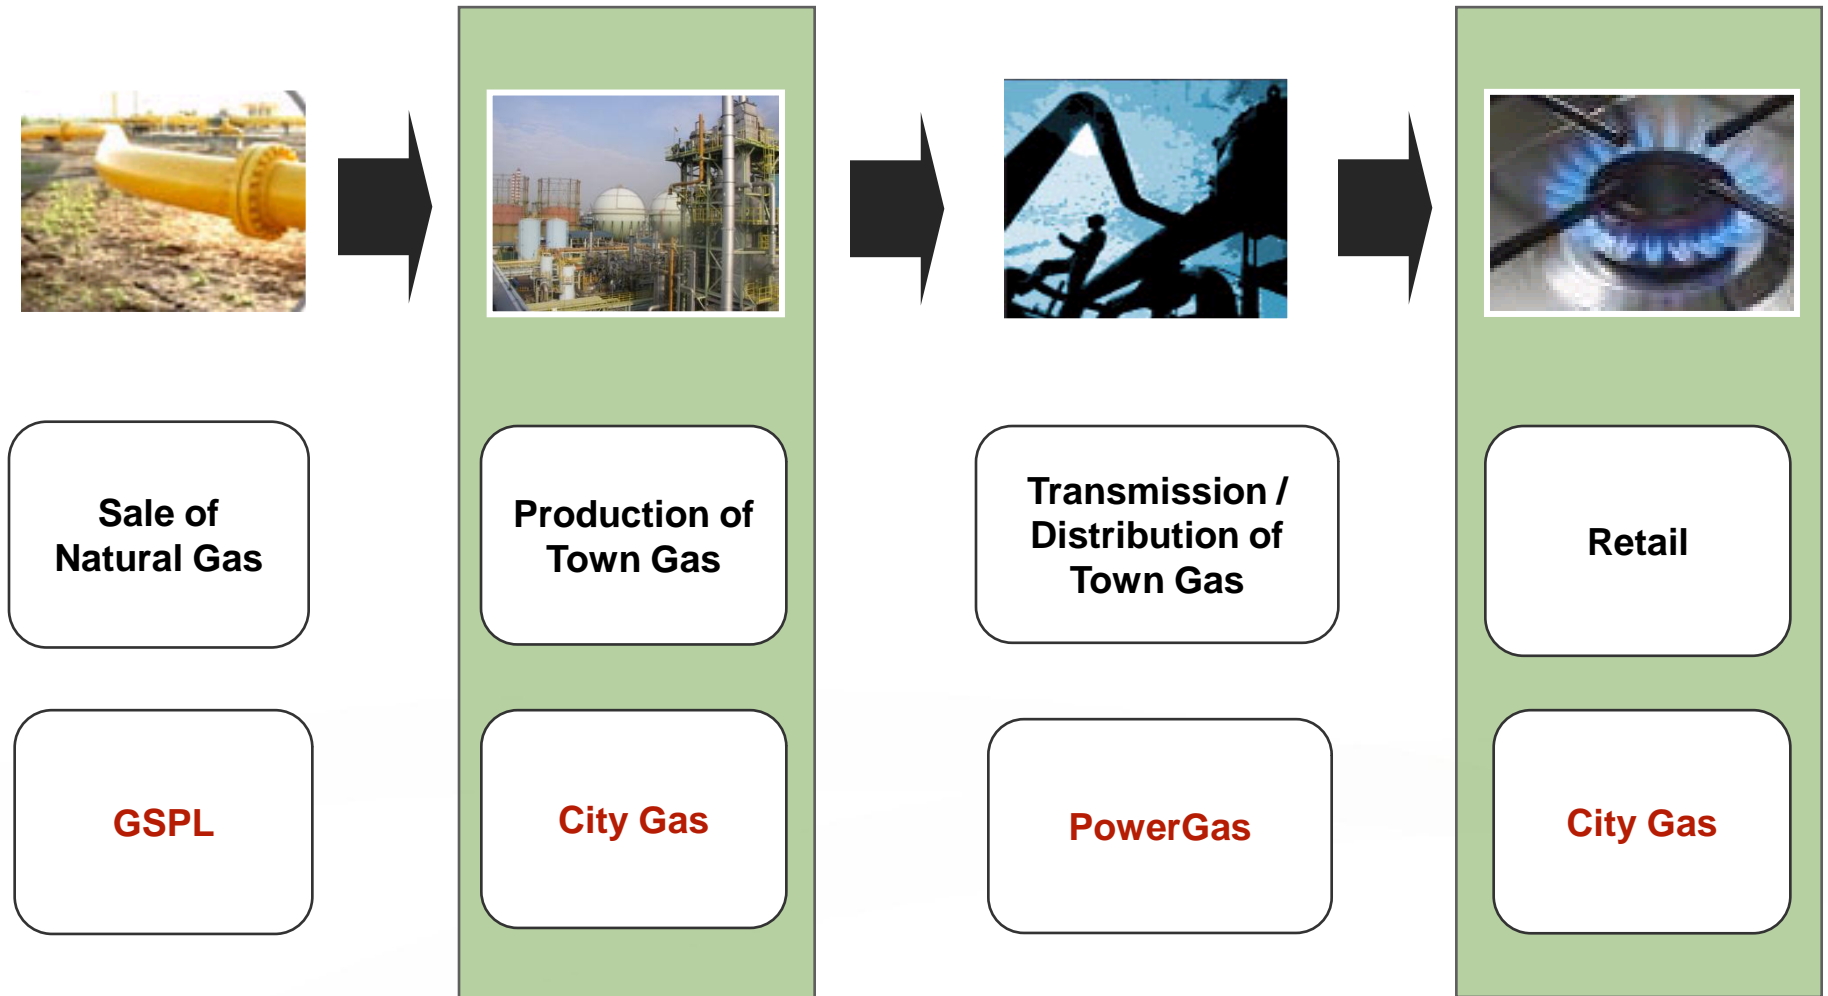 Sale of
Natural Gas
Production of
Town Gas
Transmission /
Distribution of
Town Gas
Retail
GSPL
City Gas
PowerGas
City Gas